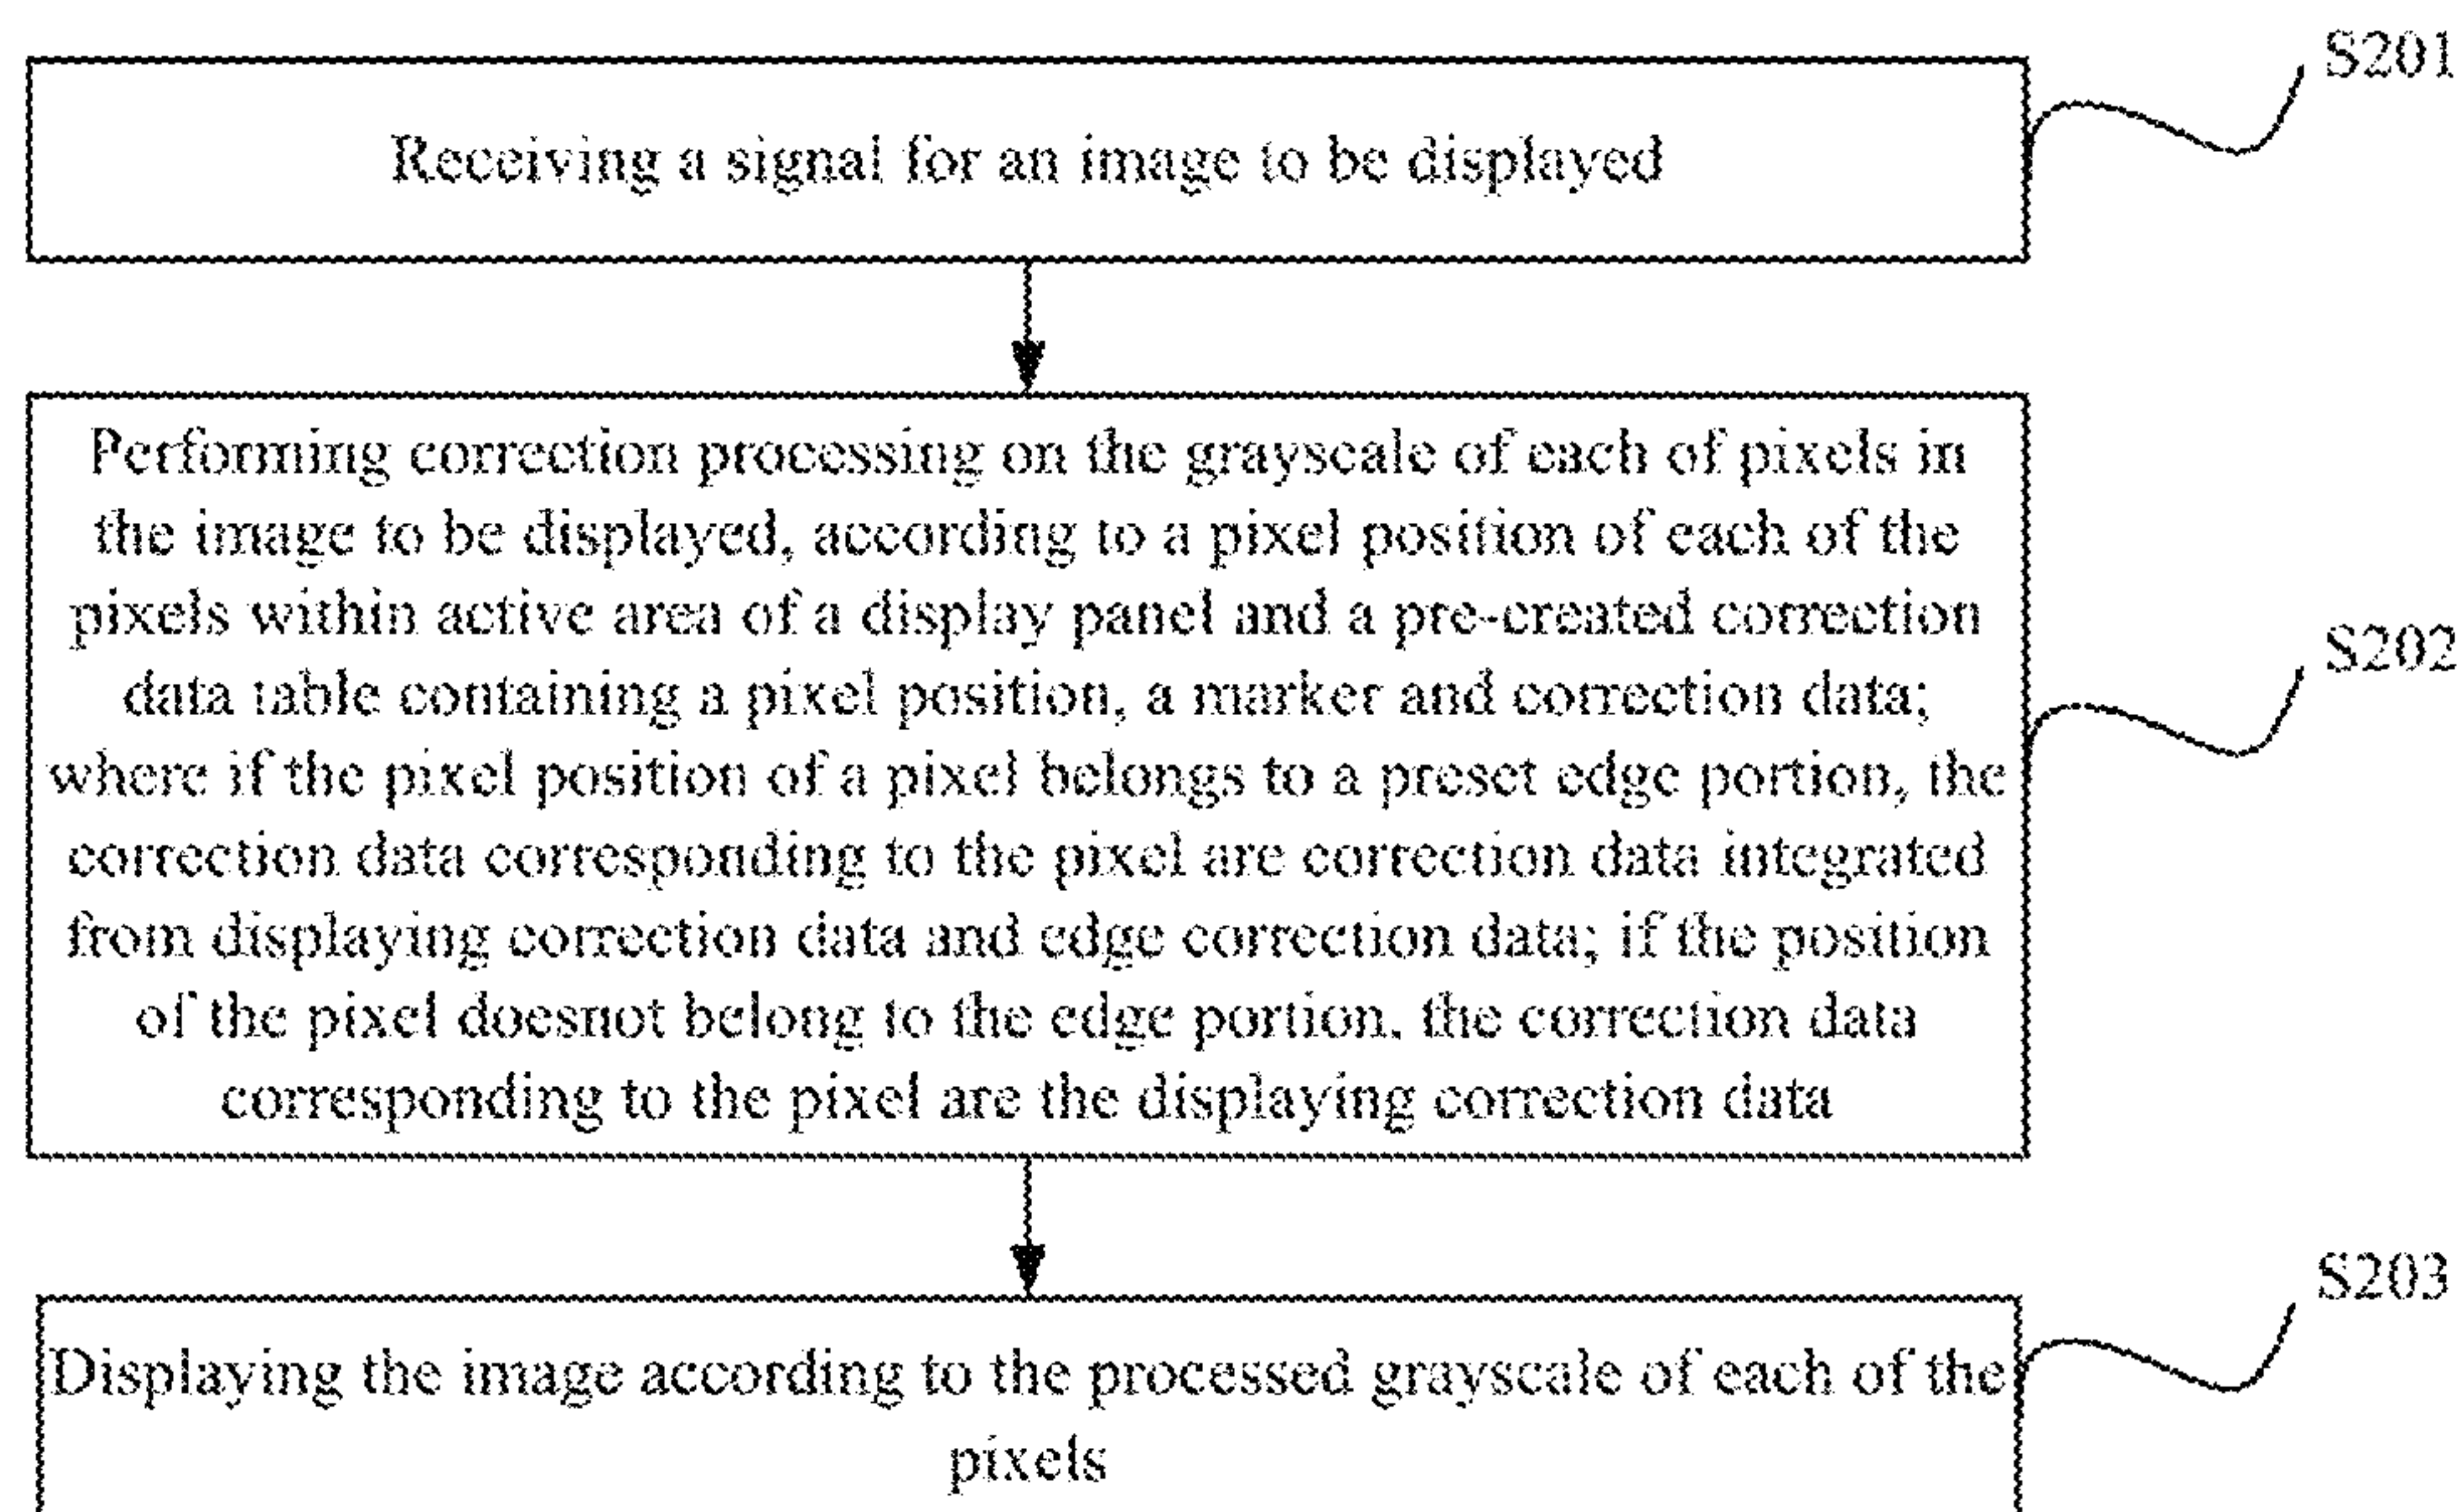 S201
Receiving a signal for an image to be displayed
Performing correction processing on the grayscale of each of pixels in
the image to be displayed, according to a pixel position of each of the
pixels within active area of a display panel and a pre-created correction
data table containing a pixel position, a marker and correction data;
where if the pixel position of a pixel belongs to a preset edge portion, the
correction data corresponding to the pixel are correction data integrated
from displaying correction data and edge correction data; if the position
of the pixel doesnot belong to the edge portion, the correction data
corresponding to the pixel are the displaying correction data
S202
S203
Displaying the image according to the processed grayscale of each of the
pixels